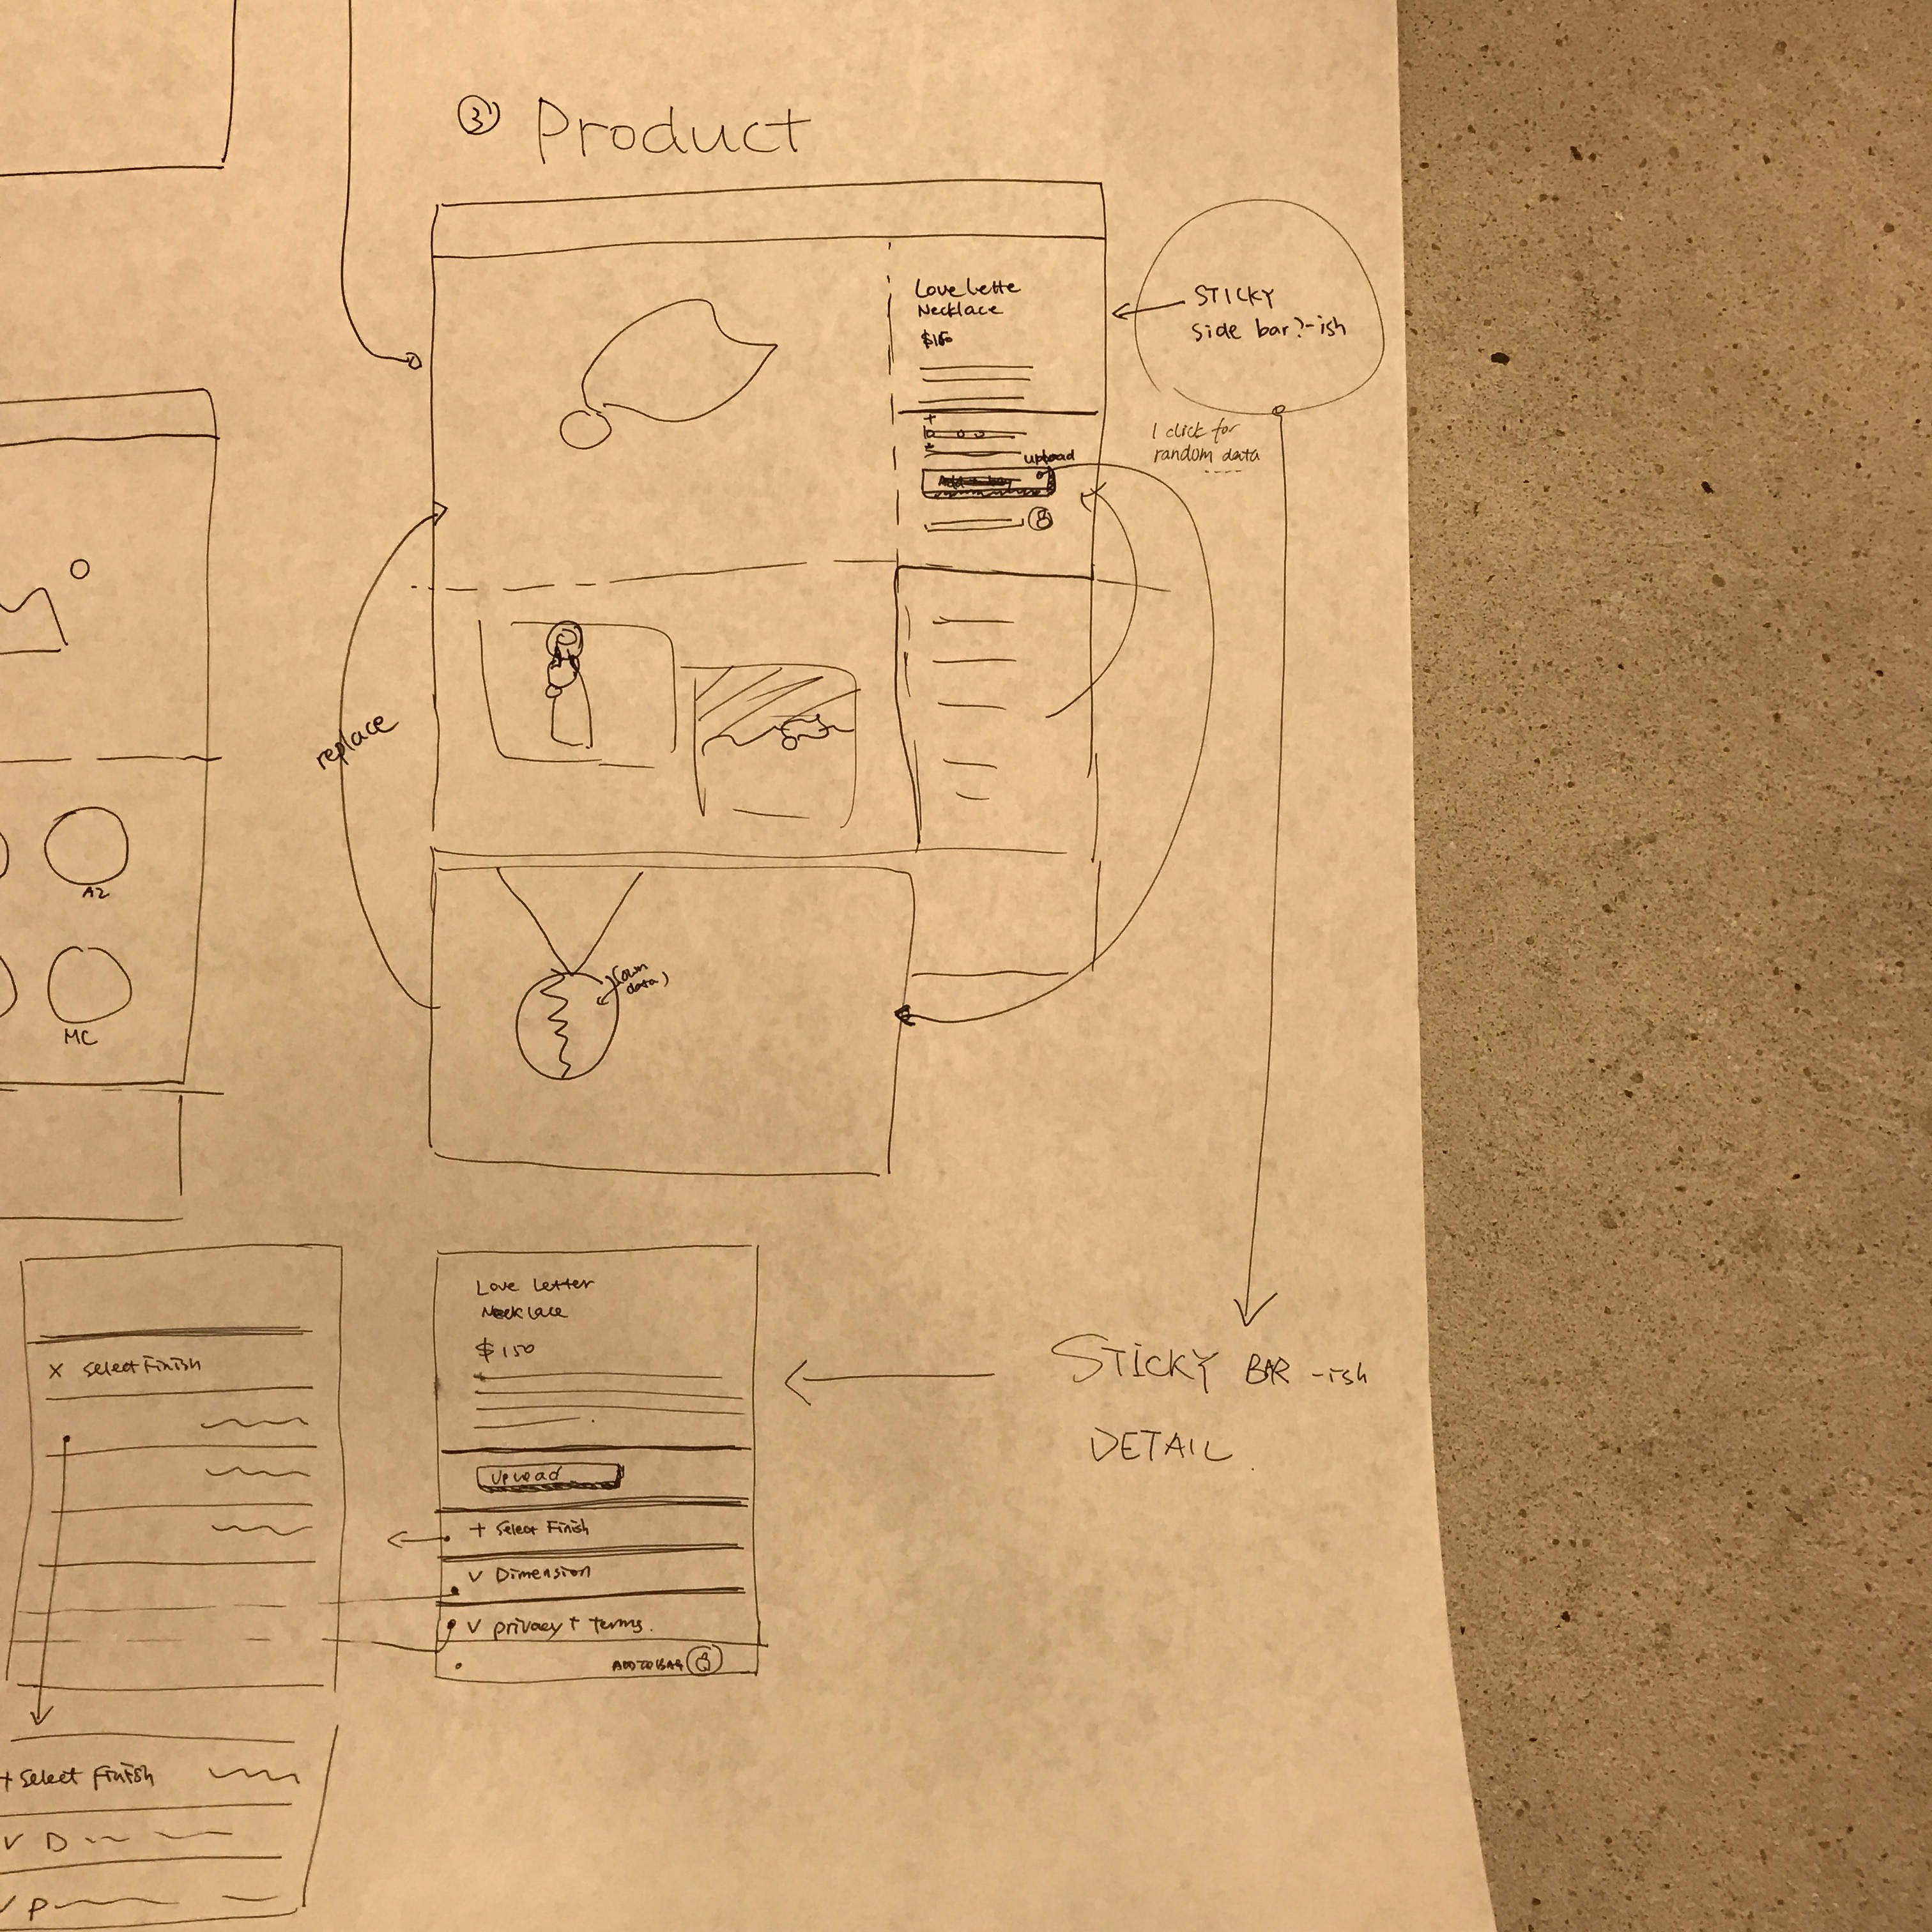 ③ Product
Love Lette
Necklace
STICKY
Side bar?-ish
1 click for
random data
upload
replace
A2
MC
(own
data)
Love Letter
Necklace
$150
Upload
+ Select Finish
V Dimension
V privacy + terms.
ADD TO BAG
STICKY BAR -ish
DETAIL
X Select Finish
+ Select Finish
V D
V P